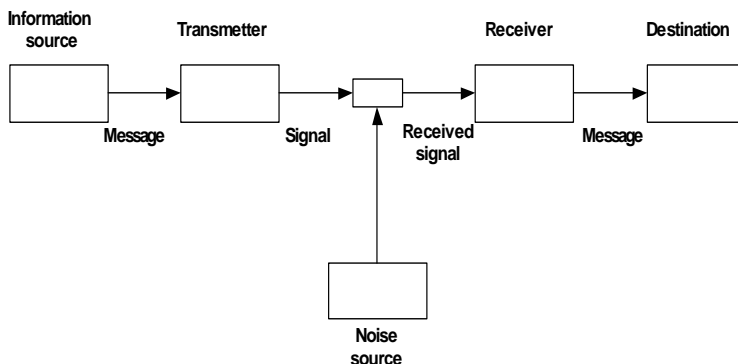 Information
source
Transmetter
Receiver
Destination
Message
Signal
Received
signal
Message
Noise
source